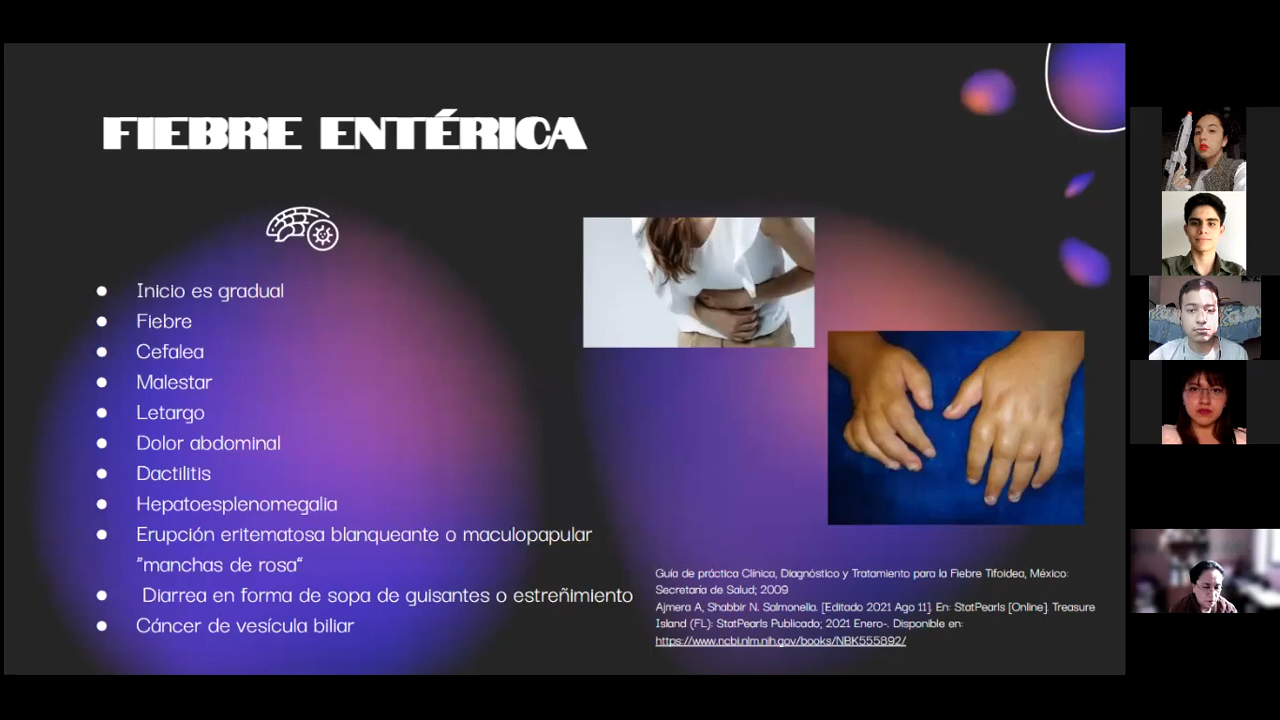 FIEBRE ENTÉRICA
Inicio es gradual
Fiebre
Cefalea
Malestar
Letargo
Dolor abdominal
Dactilitis
Hepatoesplenomegalia
Erupción eritematosa blanqueante o maculopapular
”manchas de rosa“
Diarrea en forma de sopa de guisantes o estreñimiento
Cáncer de vesícula biliar
Guía de práctica Clínica, Diagnóstico y Tratamiento para la Fiebre Tifoidea, México:
Secretaría de Salud; 2009
Ajmera A, Shabbir N. Salmonella. [Editado 2021 Ago 11]. En: StatPearls [Online]. Treasure
Island (FL): StatPearls Publicado; 2021 Enero-. Disponible en:
https://www.ncbi.nlm.nih.gov/books/NBK555892/